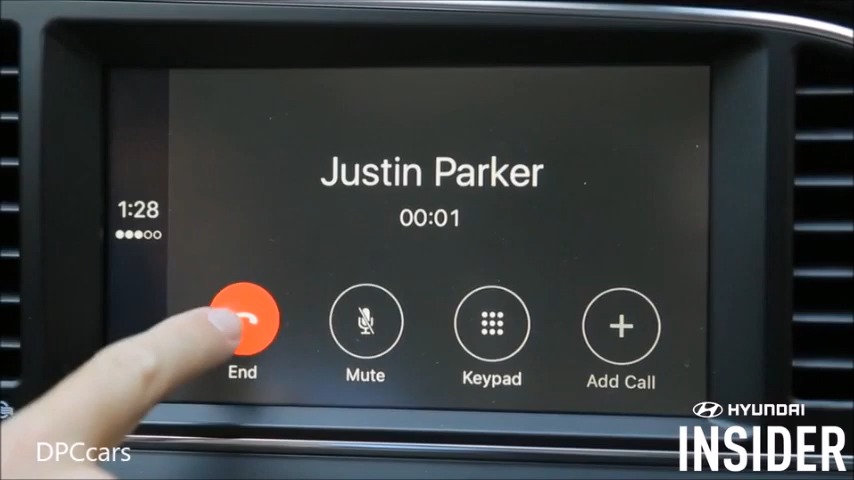 Justin Parker
00:01
1:28
End
Mute
Keypad
Add Call
DPCcars
HYUNDAI
INSIDER